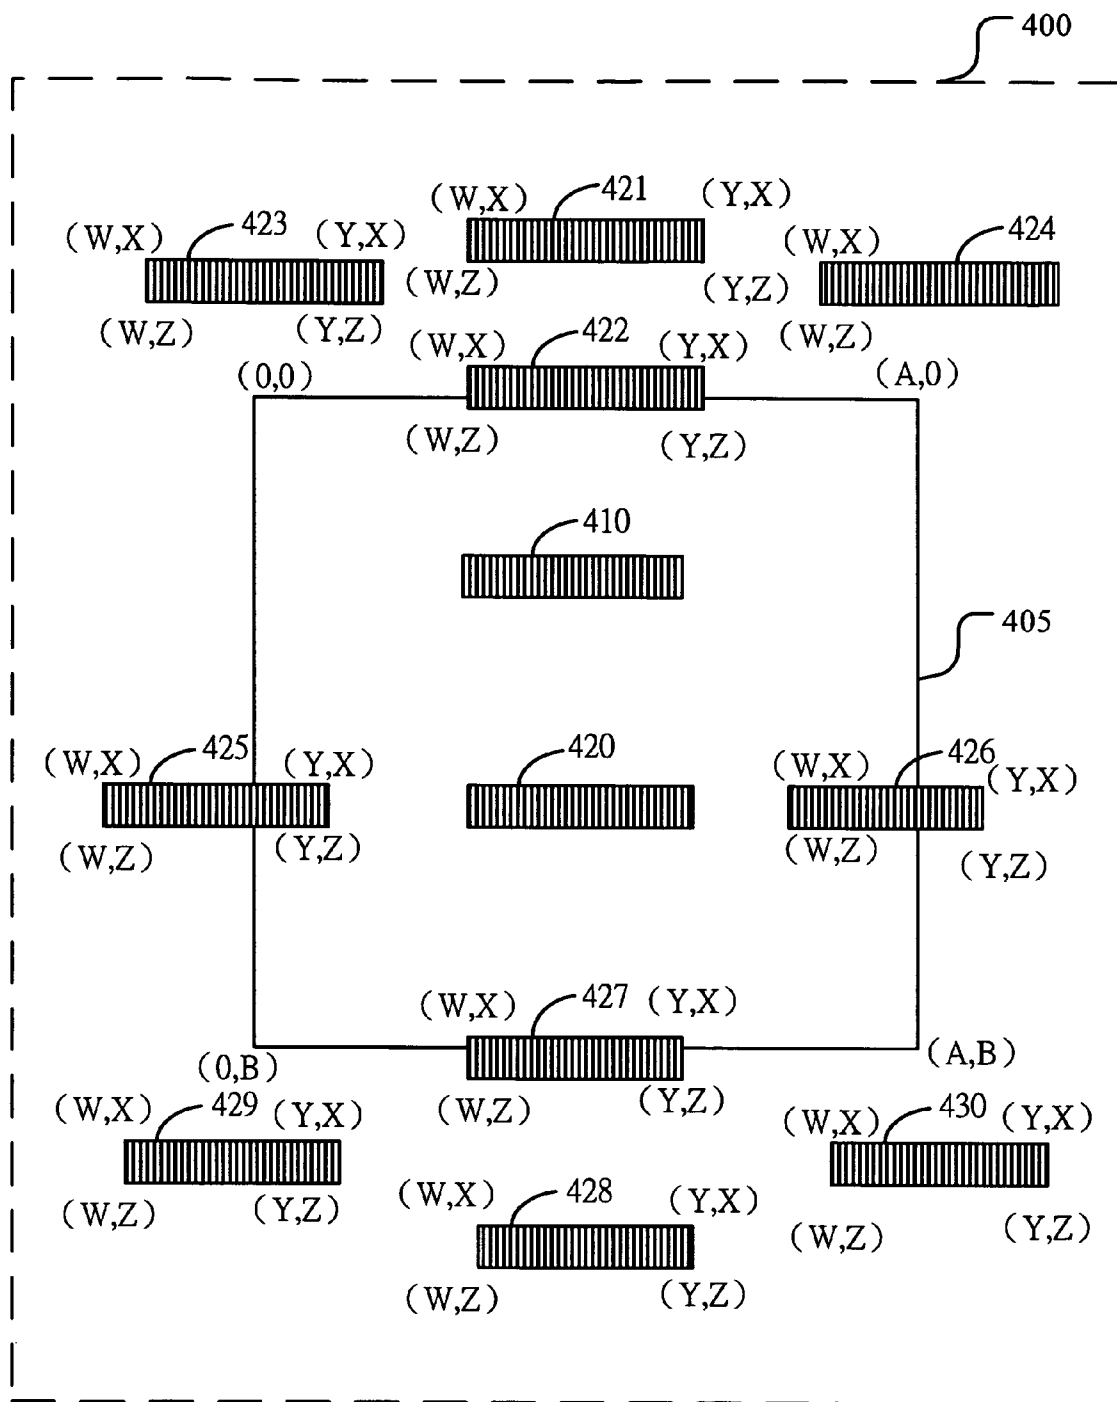 400
(W,X) 421 (Y,X)
(W,X) 423 (Y,X)
(W,X) 424
(W,Z) (Y,Z)
(W,Z) (Y,Z) (W,Z)
(W,X) 422 (Y,X)
(0,0) (A,0)
(W,Z) (Y,Z)
410
405
(W,X) 425 (Y,X) 420 (W,X) 426 (Y,X)
(W,Z) (Y,Z) (W,Z) (Y,Z)
(W,X) 427 (Y,X)
(0,B) (A,B)
(W,Z) (Y,Z)
(W,X) 429 (Y,X) (W,X) 430 (Y,X)
(W,Z) (Y,Z) (W,Z) (Y,Z)
(W,X) 428 (Y,X)
(W,Z) (Y,Z)